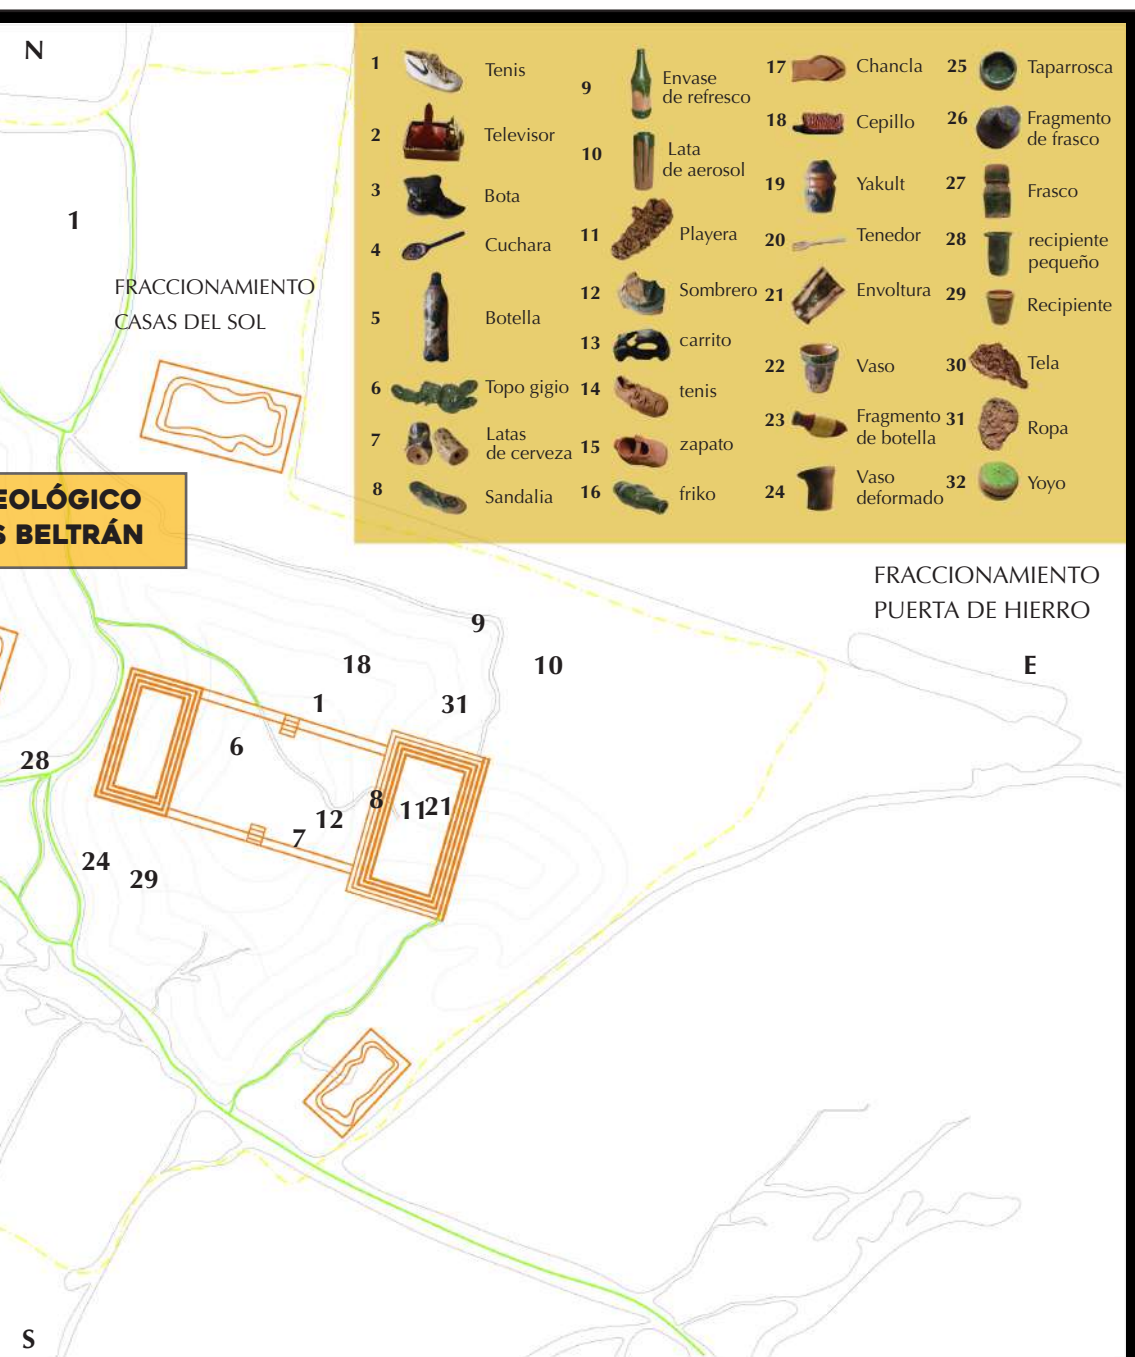 N
1 Tenis
2 Televisor
3 Bota
4 Cuchara
5 Botella
6 Topo gigio
7 Latas
de cerveza
8 Sandalia
9 Envase
de refresco
10 Lata
de aerosol
11 Playera
12 Sombrero
13 carrito
14 tenis
15 zapato
16 friko
17 Chancla
18 Cepillo
19 Yakult
20 Tenedor
21 Envoltura
22 Vaso
23 Fragmento
de botella
24 Vaso
deformado
25 Taparrosca
26 Fragmento
de frasco
27 Frasco
28 recipiente
pequeño
29 Recipiente
30 Tela
31 Ropa
32 Yoyo
1
FRACCIONAMIENTO
CASAS DEL SOL
EOLÓGICO
S BELTRÁN
FRACCIONAMIENTO
PUERTA DE HIERRO
E
9
18
10
1
31
6
28
8
11
21
12
7
24
29
S